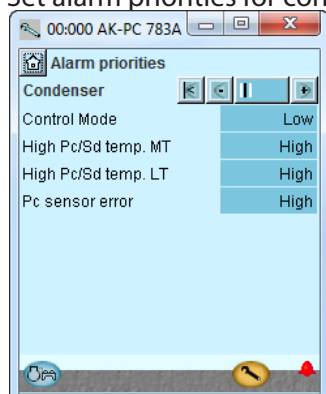 Set alarm priorities for con
00:000 AK-PC 783A
Alarm priorities
Condenser
Control Mode Low
High Pc/Sd temp. MT High
High Pc/Sd temp. LT High
Pc sensor error High